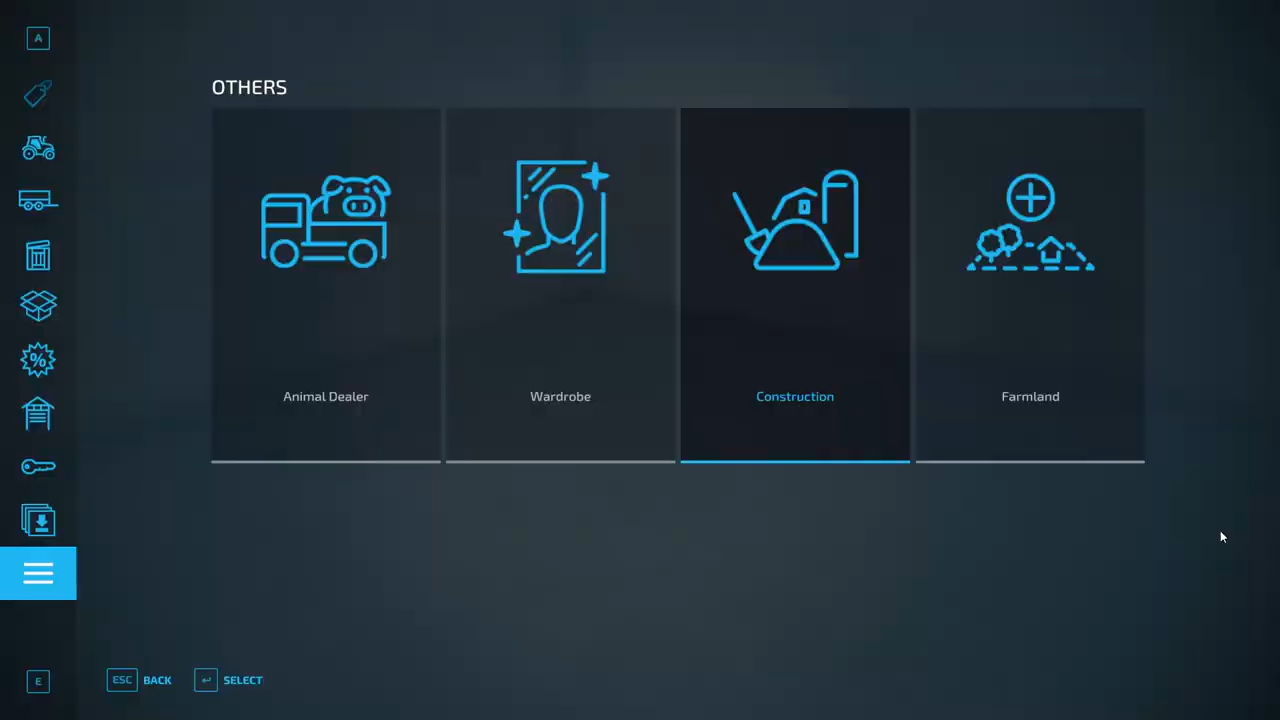 A
OTHERS
%
Animal Dealer
Wardrobe
Construction
Farmland
E
ESC BACK
SELECT